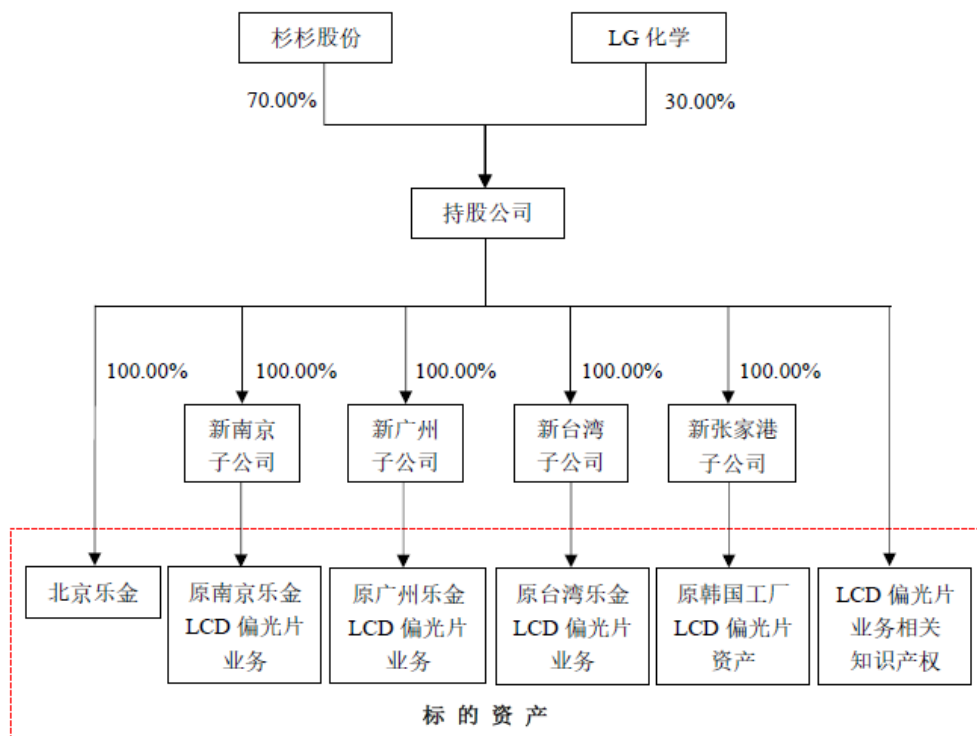 杉杉股份
LG 化学
70.00%
30.00%
持股公司
100.00%
100.00%
100.00%
100.00%
100.00%
新南京
子公司
新广州
子公司
新台湾
子公司
新张家港
子公司
北京乐金
原南京乐金
LCD 偏光片
业务
原广州乐金
LCD 偏光片
业务
原台湾乐金
LCD 偏光片
业务
原韩国工厂
LCD 偏光片
资产
LCD 偏光片
业务相关
知识产权
标 的 资 产